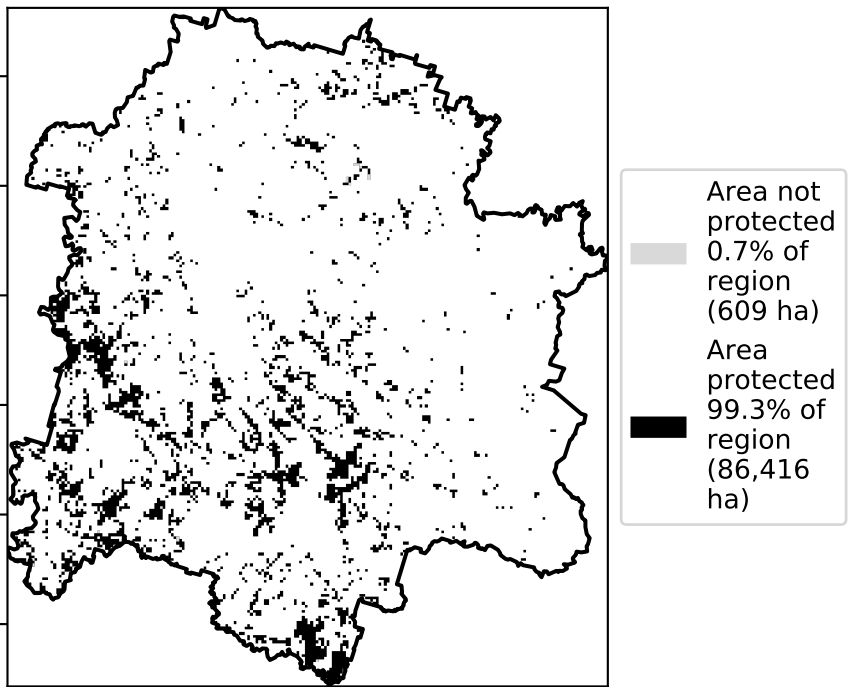 Area not
protected
0.7% of
region
(609 ha)
Area
protected
99.3% of
region
(86,416
ha)